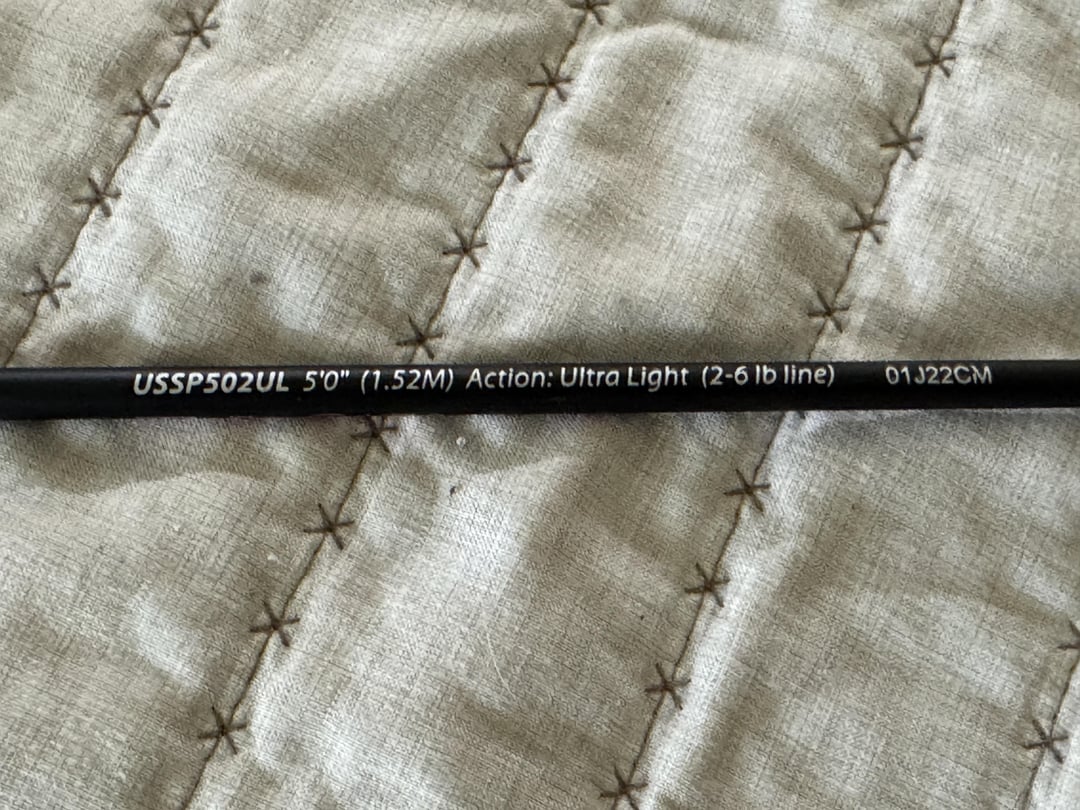 USSP502UL 5'0" (1.52M) Action: Ultra Light (2-6 lb line) 01J22CM